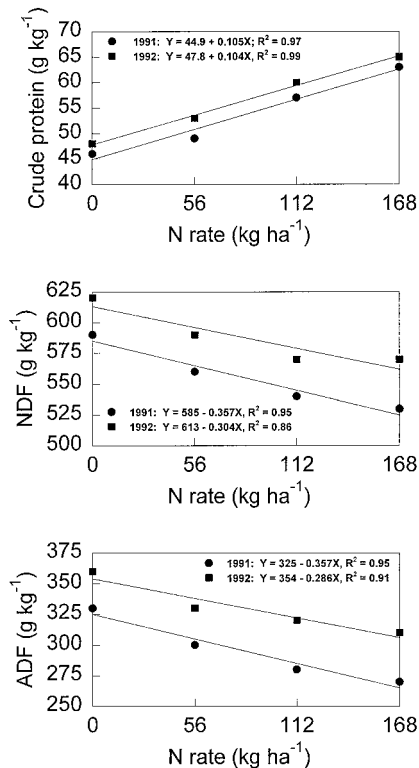 Crude protein (g kg⁻¹)
70
65
60
55
50
45
40
1991: Y = 44.9 + 0.105X; R² = 0.97
1992: Y = 47.8 + 0.104X, R² = 0.99
0 56 112 168
N rate (kg ha⁻¹)
NDF (g kg⁻¹)
625
600
575
550
525
500
1991: Y = 585 - 0.357X, R² = 0.95
1992: Y = 613 - 0.304X, R² = 0.86
0 56 112 168
N rate (kg ha⁻¹)
ADF (g kg⁻¹)
375
350
325
300
275
250
1991: Y = 325 - 0.357X, R² = 0.95
1992: Y = 354 - 0.286X, R² = 0.91
0 56 112 168
N rate (kg ha⁻¹)